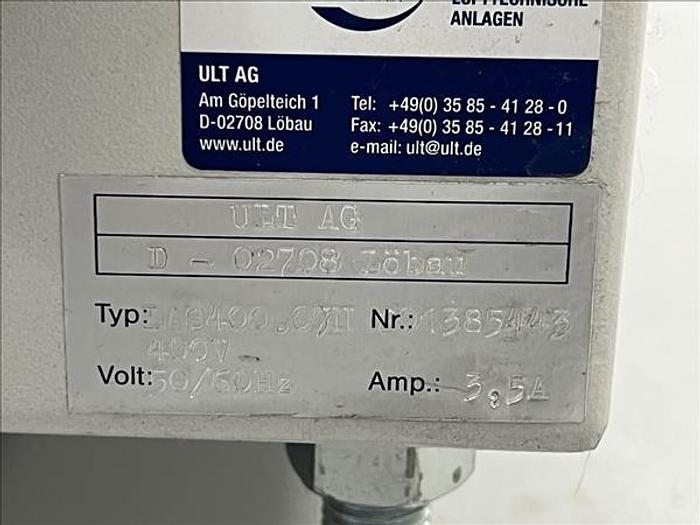 LUFTTECHNISCHE
ANLAGEN
ULT AG
Am Göpelteich 1
D-02708 Löbau
www.ult.de
Tel: +49(0) 35 85 - 41 28 - 0
Fax: +49(0) 35 85 - 41 28 - 11
e-mail: ult@ult.de
ULT AG
D - 02708 Löbau
Typ:
Nr.:
400V
Volt: 50/60Hz
Amp.: 3,5A